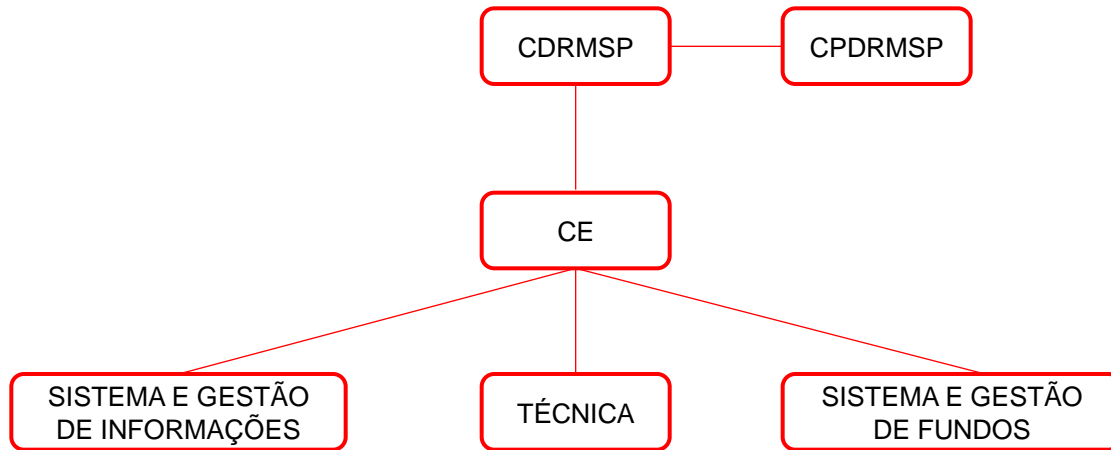 CDRMSP
CPDRMSP
CE
SISTEMA E GESTÃO
DE INFORMAÇÕES
TÉCNICA
SISTEMA E GESTÃO
DE FUNDOS